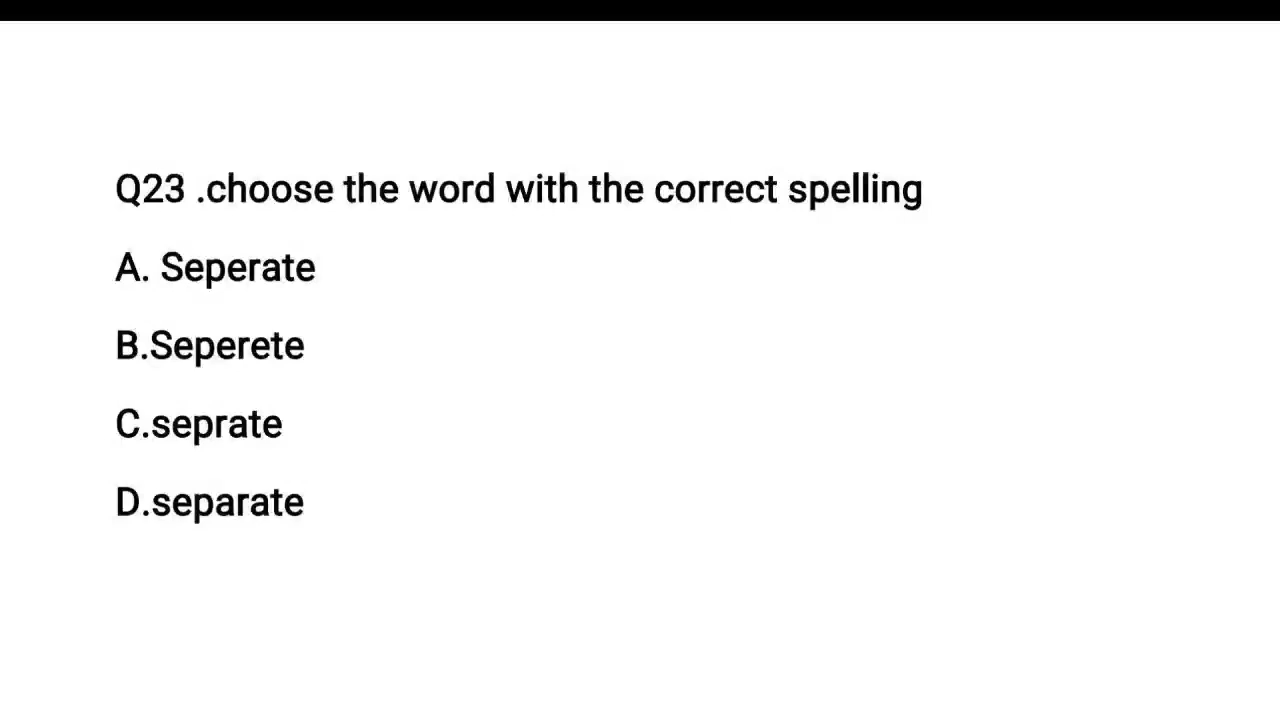 Q23 .choose the word with the correct spelling
A. Seperate
B.Seperete
C.seprate
D.separate